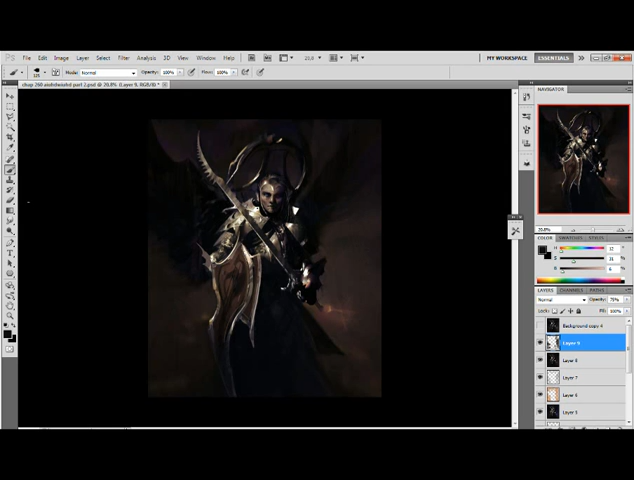 Ps File Edit Image Layer Select Filter Analysis 3D View Window Help MY WORKSPACE ESSENTIALS
Mode: Normal Opacity: Flow: 100%
NAVIGATOR
20.8%
COLOR SWATCHES STYLES
H
S
B
%
LAYERS CHANNELS PATHS
Normal Opacity:
Lock: Fill: 100%
Background copy 4
Layer 9
Layer 8
Layer 7
Layer 6
Layer 5